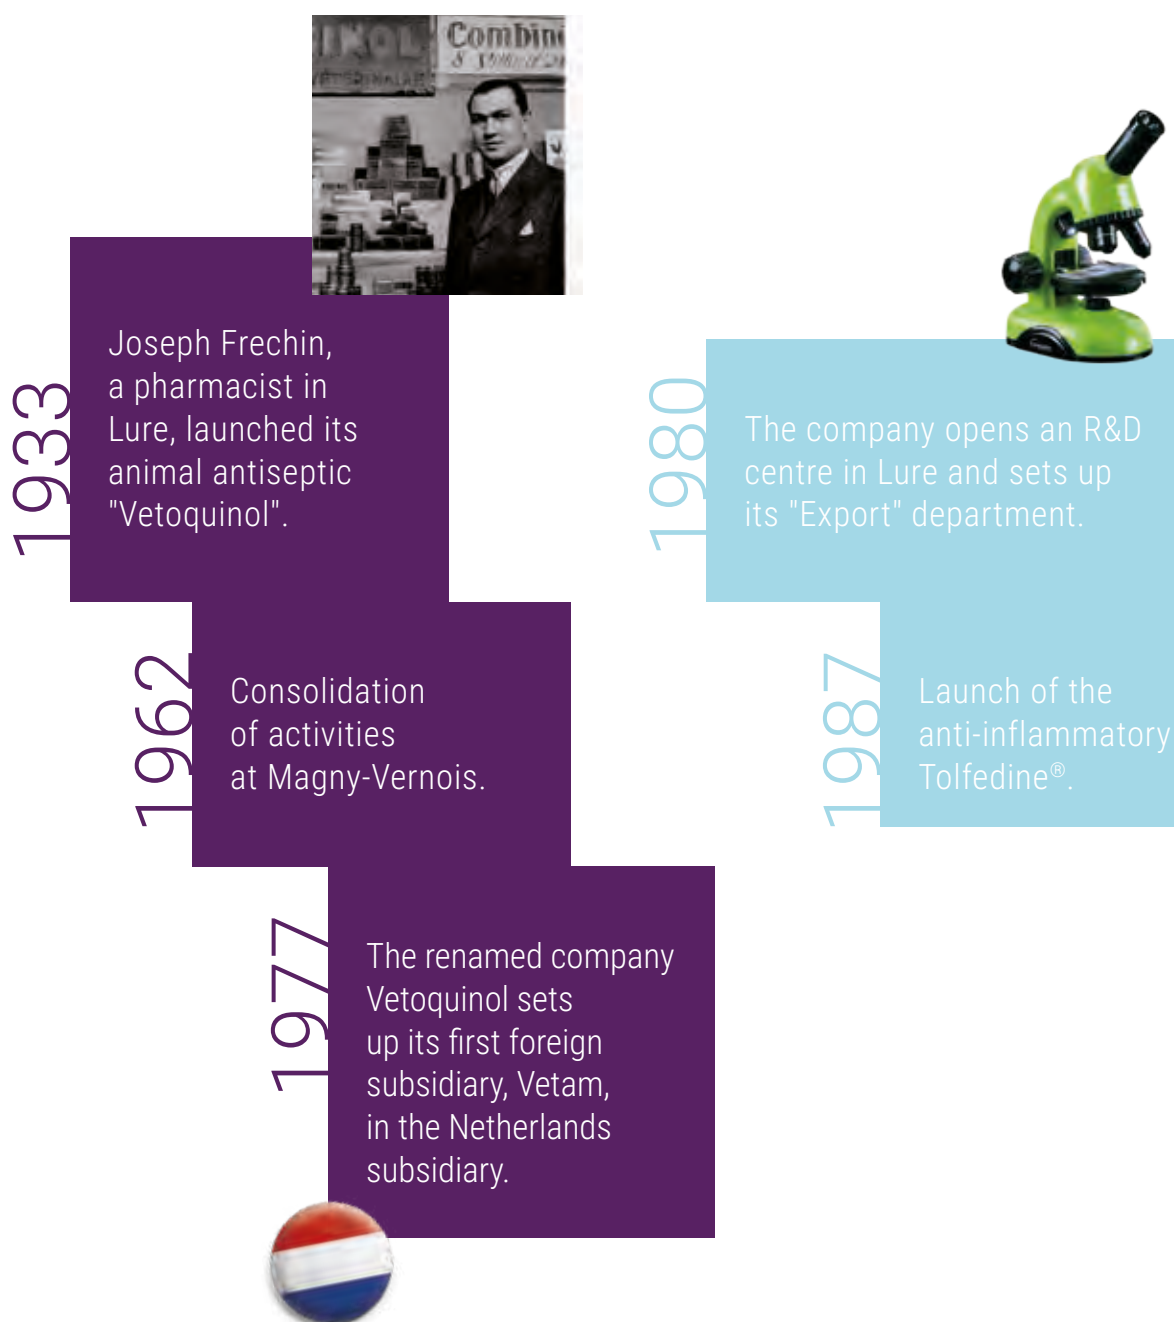 Combin
1933
Joseph Frechin,
a pharmacist in
Lure, launched its
animal antiseptic
"Vetoquinol".
1962
Consolidation
of activities
at Magny-Vernois.
1977
The renamed company
Vetoquinol sets
up its first foreign
subsidiary, Vetam,
in the Netherlands
subsidiary.
1980
The company opens an R&D
centre in Lure and sets up
its "Export" department.
1987
Launch of the
anti-inflammatory
Tolfedine®.